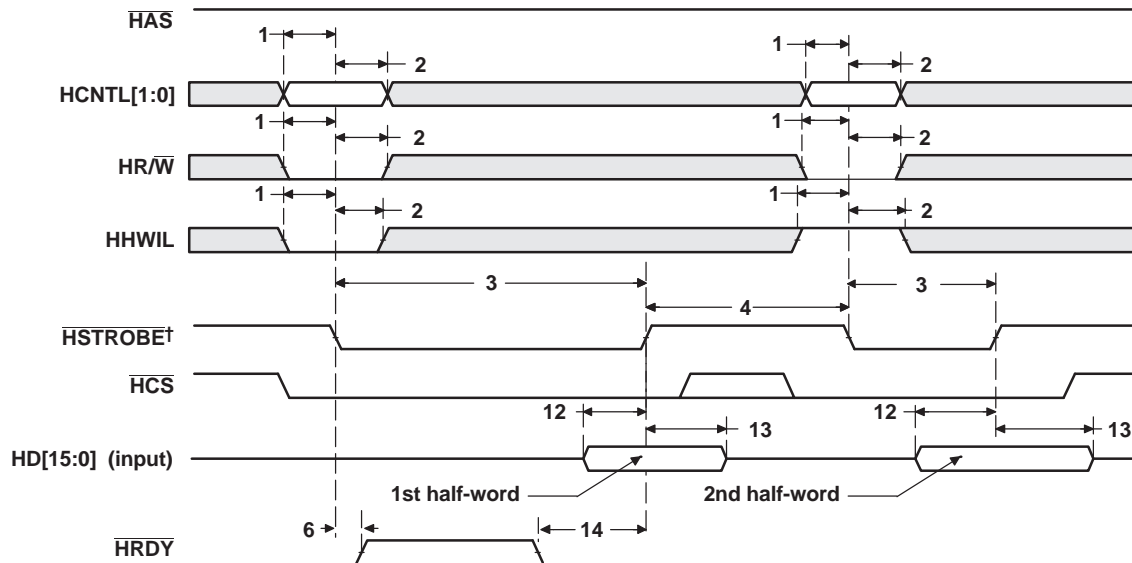 HAS
1
1
2
2
HCNTL[1:0]
1
1
2
2
HR/W
1
1
2
2
HHWIL
3
3
4
HSTROBE†
HCS
12
12
13
13
HD[15:0] (input)
1st half-word
2nd half-word
6
14
HRDY